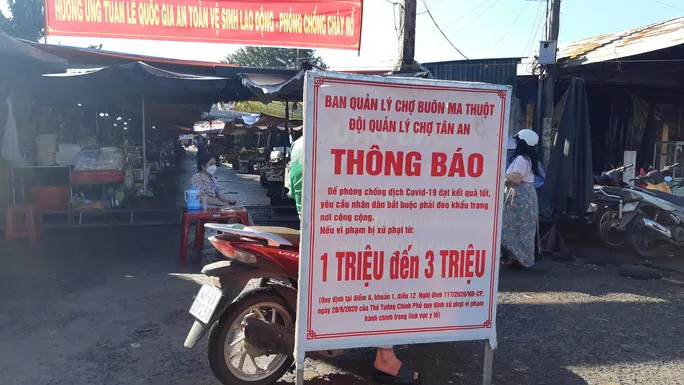 HƯỞNG ỨNG TUẦN LỄ QUỐC GIA AN TOÀN VỆ SINH LAO ĐỘNG - PHÒNG CHỐNG CHÁY NỔ
BAN QUẢN LÝ CHỢ BUÔN MA THUỘT
ĐỘI QUẢN LÝ CHỢ TÂN AN
THÔNG BÁO
Để phòng chống dịch Covid-19 đạt kết quả tốt,
yêu cầu nhân dân bắt buộc phải đeo khẩu trang
nơi công cộng.
Nếu vi phạm bị xử phạt từ:
1 TRIỆU đến 3 TRIỆU
(Quy định tại điểm A, khoản 1, điều 12 Nghị định 117/2020/NĐ-CP,
ngày 28/9/2020 của Thủ Tướng Chính Phủ quy định xử phạt vi phạm
hành chính trong lĩnh vực y tế)